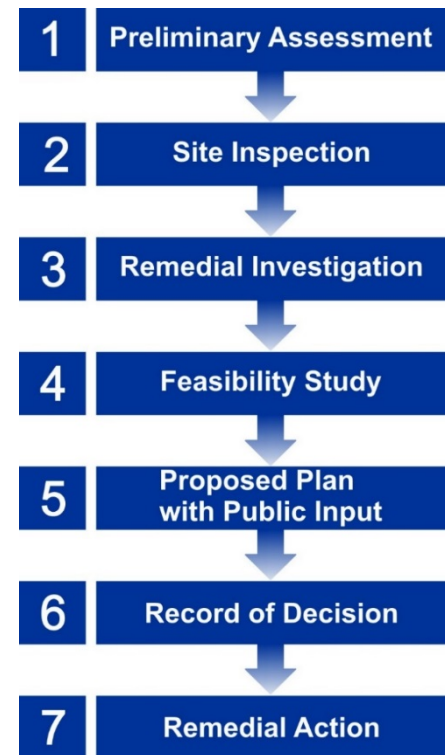 1 Preliminary Assessment
2 Site Inspection
3 Remedial Investigation
4 Feasibility Study
5 Proposed Plan
with Public Input
6 Record of Decision
7 Remedial Action